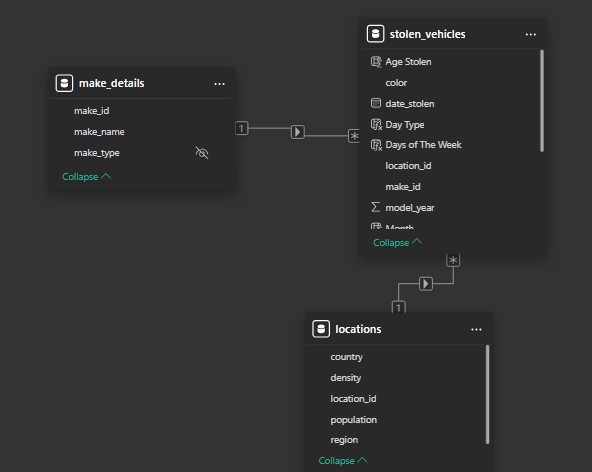 stolen_vehicles
Age Stolen
color
date_stolen
Day Type
Days of The Week
location_id
make_id
model_year
Month
Collapse
make_details
make_id
make_name
make_type
Collapse
1
*
*
1
locations
country
density
location_id
population
region
Collapse